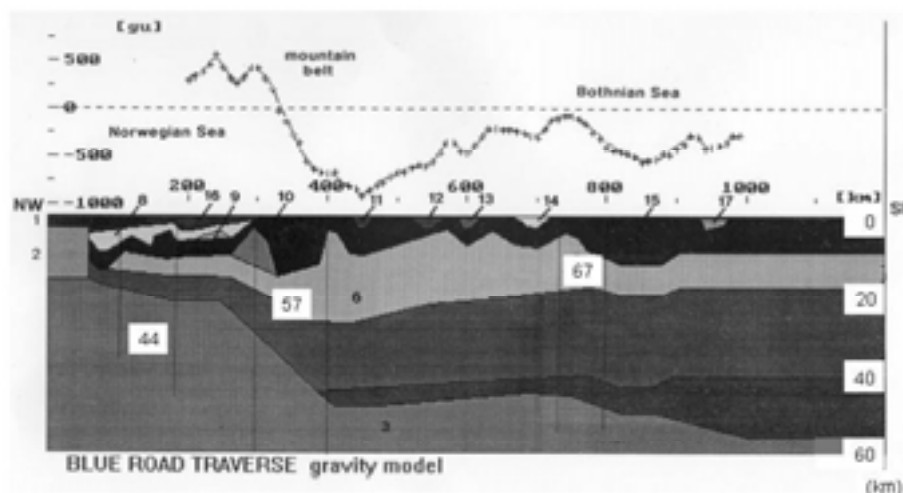 [gu]
500
mountain
belt
0
Bothnian Sea
Norwegian Sea
-500
200 400 600 800 1000
NW -1000 8 16 9 10 11 12 13 14 15 17 [km] S
1 0
2
67
57 6 20
44
40
3
60
BLUE ROAD TRAVERSE gravity model
(km)